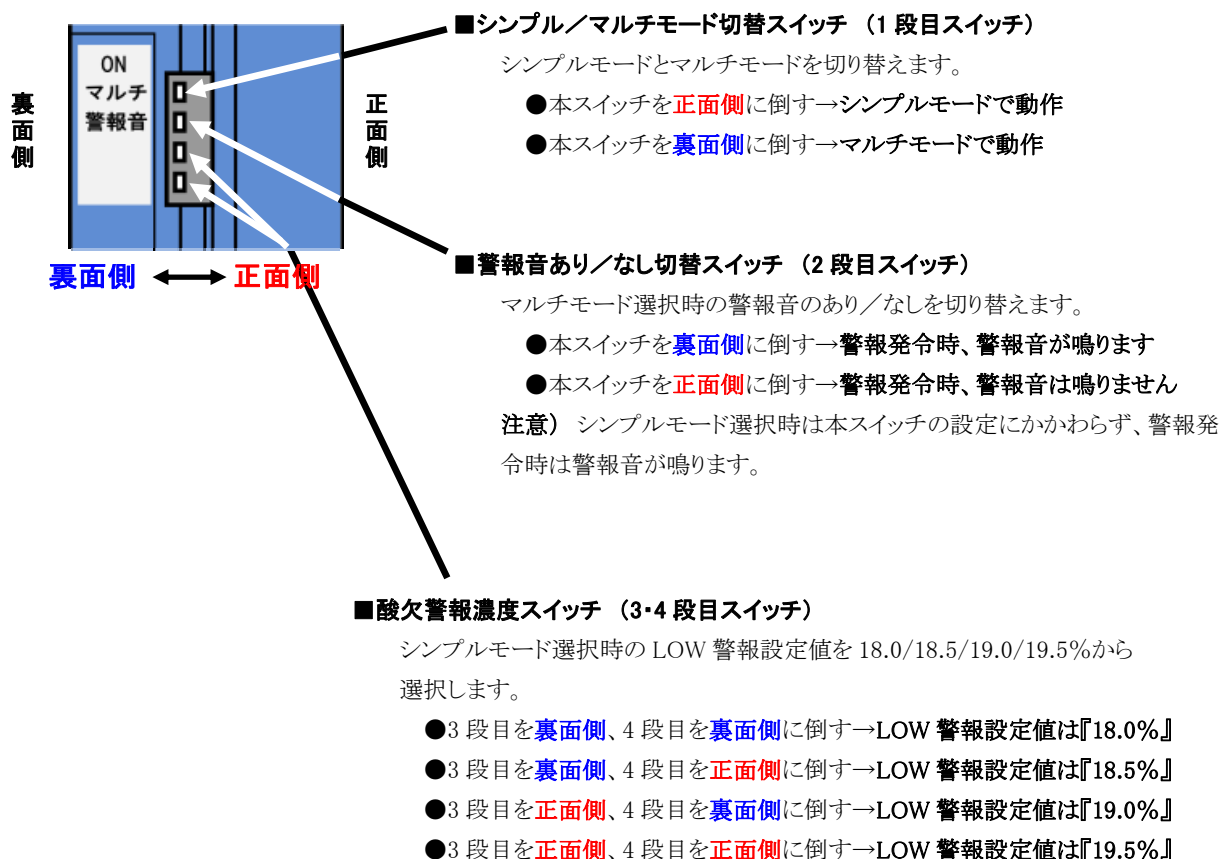 ■シンプル／マルチモード切替スイッチ （1 段目スイッチ）
シンプルモードとマルチモードを切り替えます。
●本スイッチを正面側に倒す→シンプルモードで動作
●本スイッチを裏面側に倒す→マルチモードで動作
ON
マルチ
警報音
裏面側
正面側
裏面側
正面側
■警報音あり／なし切替スイッチ （2 段目スイッチ）
マルチモード選択時の警報音のあり／なしを切り替えます。
●本スイッチを裏面側に倒す→警報発令時、警報音が鳴ります
●本スイッチを正面側に倒す→警報発令時、警報音は鳴りません
注意） シンプルモード選択時は本スイッチの設定にかかわらず、警報発
令時は警報音が鳴ります。
■酸欠警報濃度スイッチ （3・4 段目スイッチ）
シンプルモード選択時の LOW 警報設定値を 18.0/18.5/19.0/19.5％から
選択します。
●3 段目を裏面側、4 段目を裏面側に倒す→LOW 警報設定値は『18.0％』
●3 段目を裏面側、4 段目を正面側に倒す→LOW 警報設定値は『18.5％』
●3 段目を正面側、4 段目を裏面側に倒す→LOW 警報設定値は『19.0％』
●3 段目を正面側、4 段目を正面側に倒す→LOW 警報設定値は『19.5％』